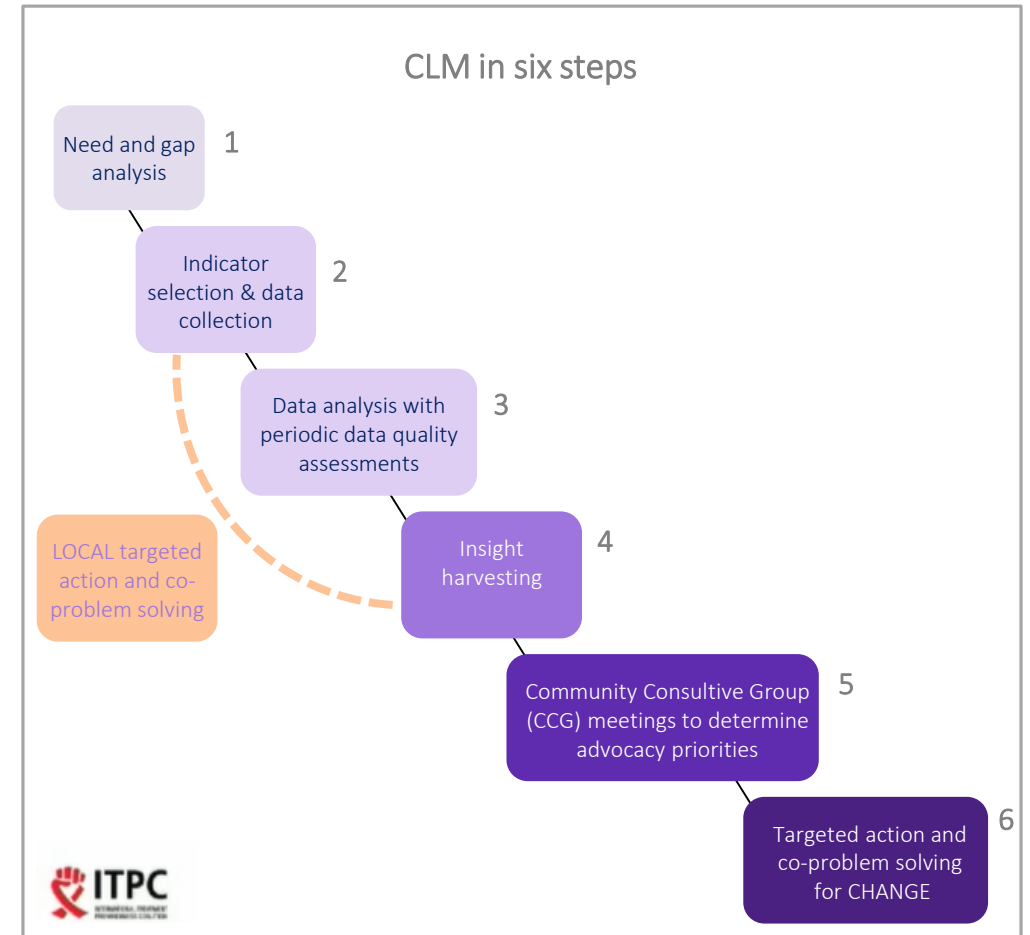 CLM in six steps
Need and gap
analysis
1
Indicator
selection & data
collection
2
Data analysis with
periodic data quality
assessments
3
LOCAL targeted
action and co-
problem solving
Insight
harvesting
4
Community Consultive Group
(CCG) meetings to determine
advocacy priorities
5
Targeted action and
co-problem solving
for CHANGE
6
ITPC